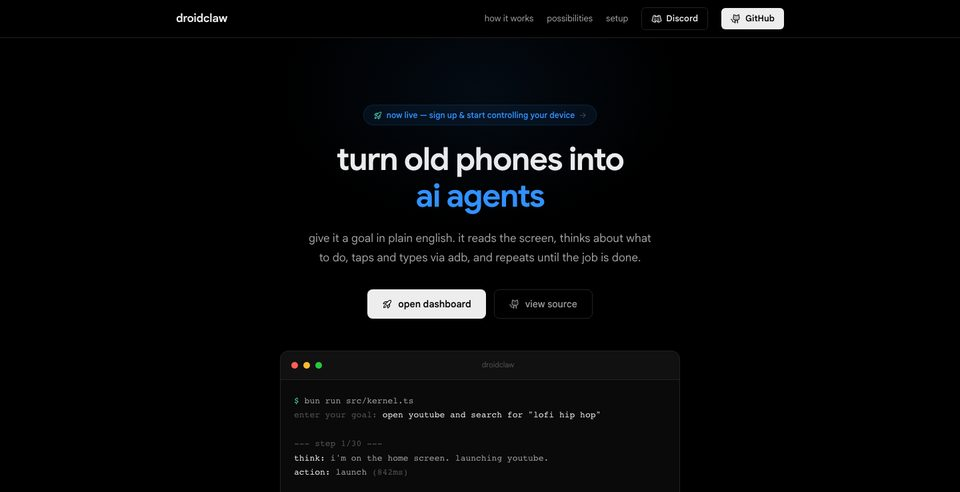 droidclaw
how it works possibilities setup Discord GitHub
now live — sign up & start controlling your device →
turn old phones into
ai agents
give it a goal in plain english. it reads the screen, thinks about what
to do, taps and types via adb, and repeats until the job is done.
open dashboard view source
droidclaw
$ bun run src/kernel.ts
enter your goal: open youtube and search for "lofi hip hop"
--- step 1/30 ---
think: i'm on the home screen. launching youtube.
action: launch (842ms)